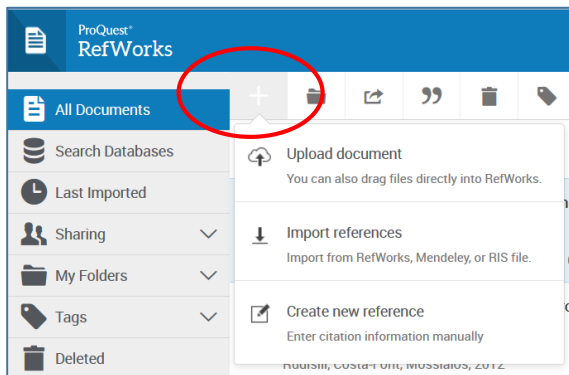 ProQuest®
RefWorks
All Documents
Search Databases
Last Imported
Sharing
My Folders
Tags
Deleted
Upload document
You can also drag files directly into RefWorks.
Import references
Import from RefWorks, Mendeley, or RIS file.
Create new reference
Enter citation information manually
Rudisill, Costa-Font, Mossialos, 2012